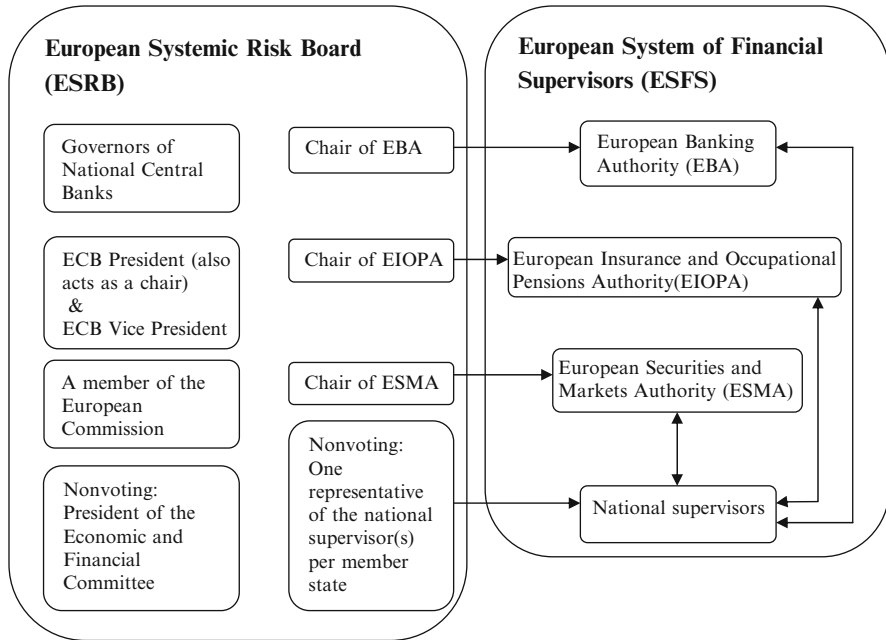 European Systemic Risk Board
(ESRB)
Governors of
National Central
Banks
ECB President (also
acts as a chair)
&
ECB Vice President
A member of the
European
Commission
Nonvoting:
President of the
Economic and
Financial
Committee
Chair of EBA
Chair of EIOPA
Chair of ESMA
Nonvoting:
One
representative
of the national
supervisor(s)
per member
state
European System of Financial
Supervisors (ESFS)
European Banking
Authority (EBA)
European Insurance and Occupational
Pensions Authority(EIOPA)
European Securities and
Markets Authority (ESMA)
National supervisors